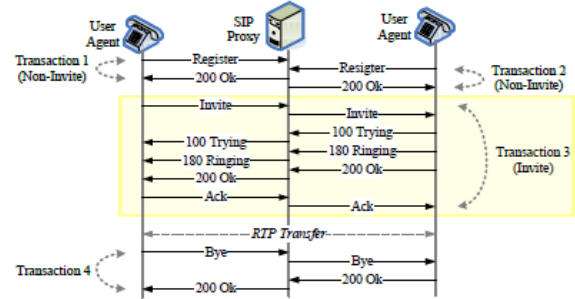 User
Agent
SIP
Proxy
User
Agent
Transaction 1
(Non-Invite)
Register
200 Ok
Resigter
200 Ok
Transaction 2
(Non-Invite)
Invite
Invite
100 Trying
100 Trying
180 Ringing
180 Ringing
200 Ok
200 Ok
Ack
Ack
Transaction 3
(Invite)
RTP Transfer
Transaction 4
Bye
Bye
200 Ok
200 Ok